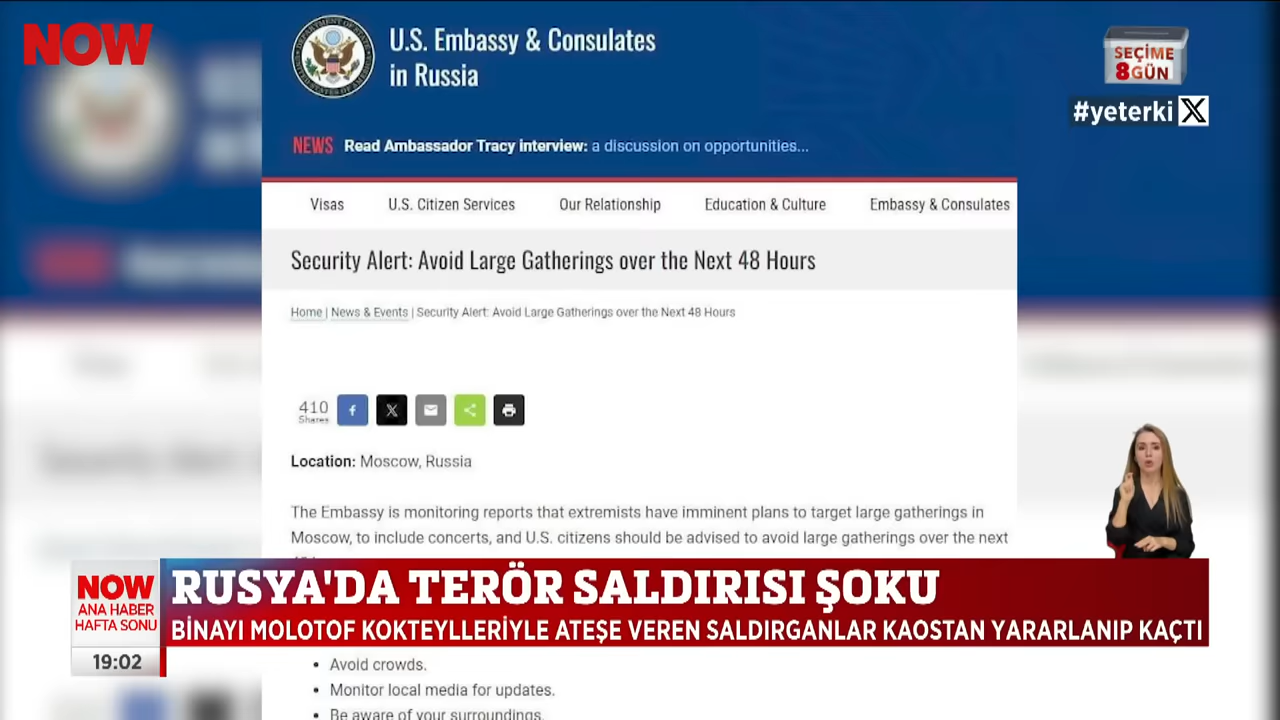 NOW
U.S. Embassy & Consulates
in Russia
SEÇİME
8GÜN
#yeterki X
NEWS Read Ambassador Tracy interview: a discussion on opportunities...
Visas U.S. Citizen Services Our Relationship Education & Culture Embassy & Consulates
Security Alert: Avoid Large Gatherings over the Next 48 Hours
Home | News & Events | Security Alert: Avoid Large Gatherings over the Next 48 Hours
410
Shares
Location: Moscow, Russia
The Embassy is monitoring reports that extremists have imminent plans to target large gatherings in
Moscow, to include concerts, and U.S. citizens should be advised to avoid large gatherings over the next
NOW
ANA HABER
HAFTA SONU
19:02
RUSYA'DA TERÖR SALDIRISI ŞOKU
BİNAYI MOLOTOF KOKTEYLLERİYLE ATEŞE VEREN SALDIRGANLAR KAOSTAN YARARLANIP KAÇTI
• Avoid crowds.
• Monitor local media for updates.
• Be aware of your surroundings.